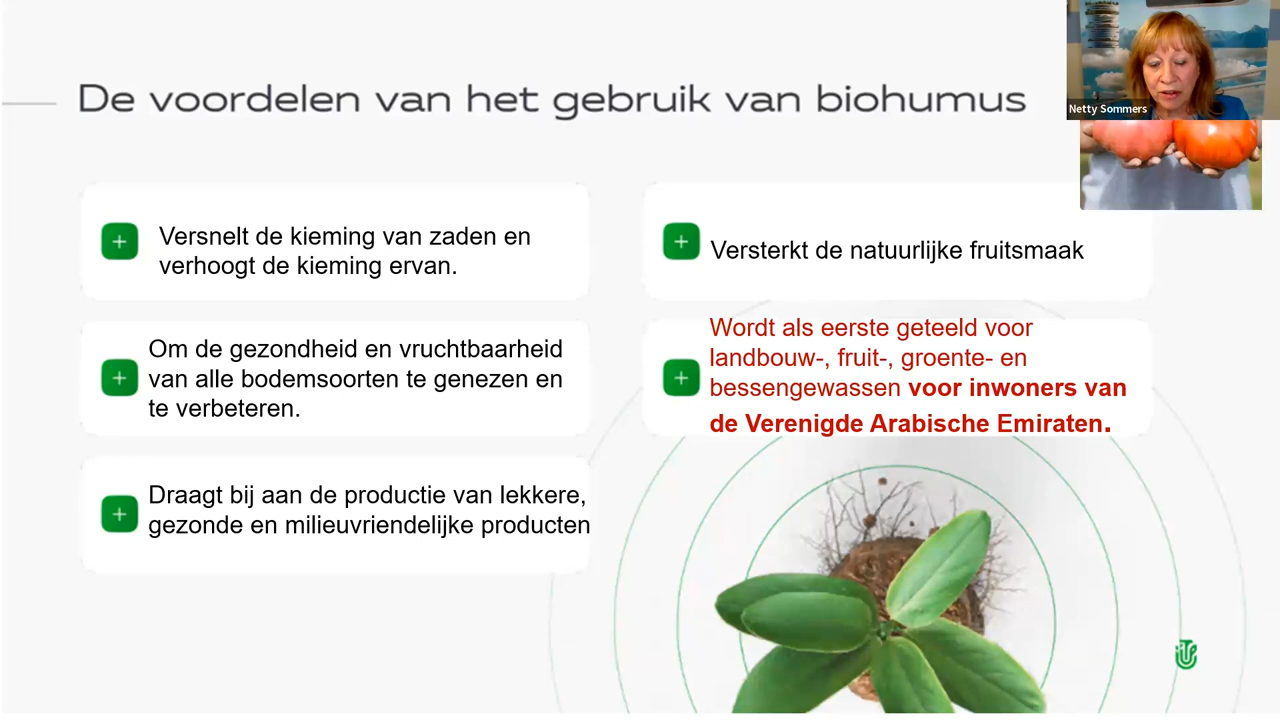 De voordelen van het gebruik van biohumus
Netty Sommers
Versnelt de kieming van zaden en
verhoogt de kieming ervan.
Om de gezondheid en vruchtbaarheid
van alle bodemsoorten te genezen en
te verbeteren.
Draagt bij aan de productie van lekkere,
gezonde en milieuvriendelijke producten
Versterkt de natuurlijke fruitsmaak
Wordt als eerste geteeld voor
landbouw-, fruit-, groente- en
bessengewassen voor inwoners van
de Verenigde Arabische Emiraten.